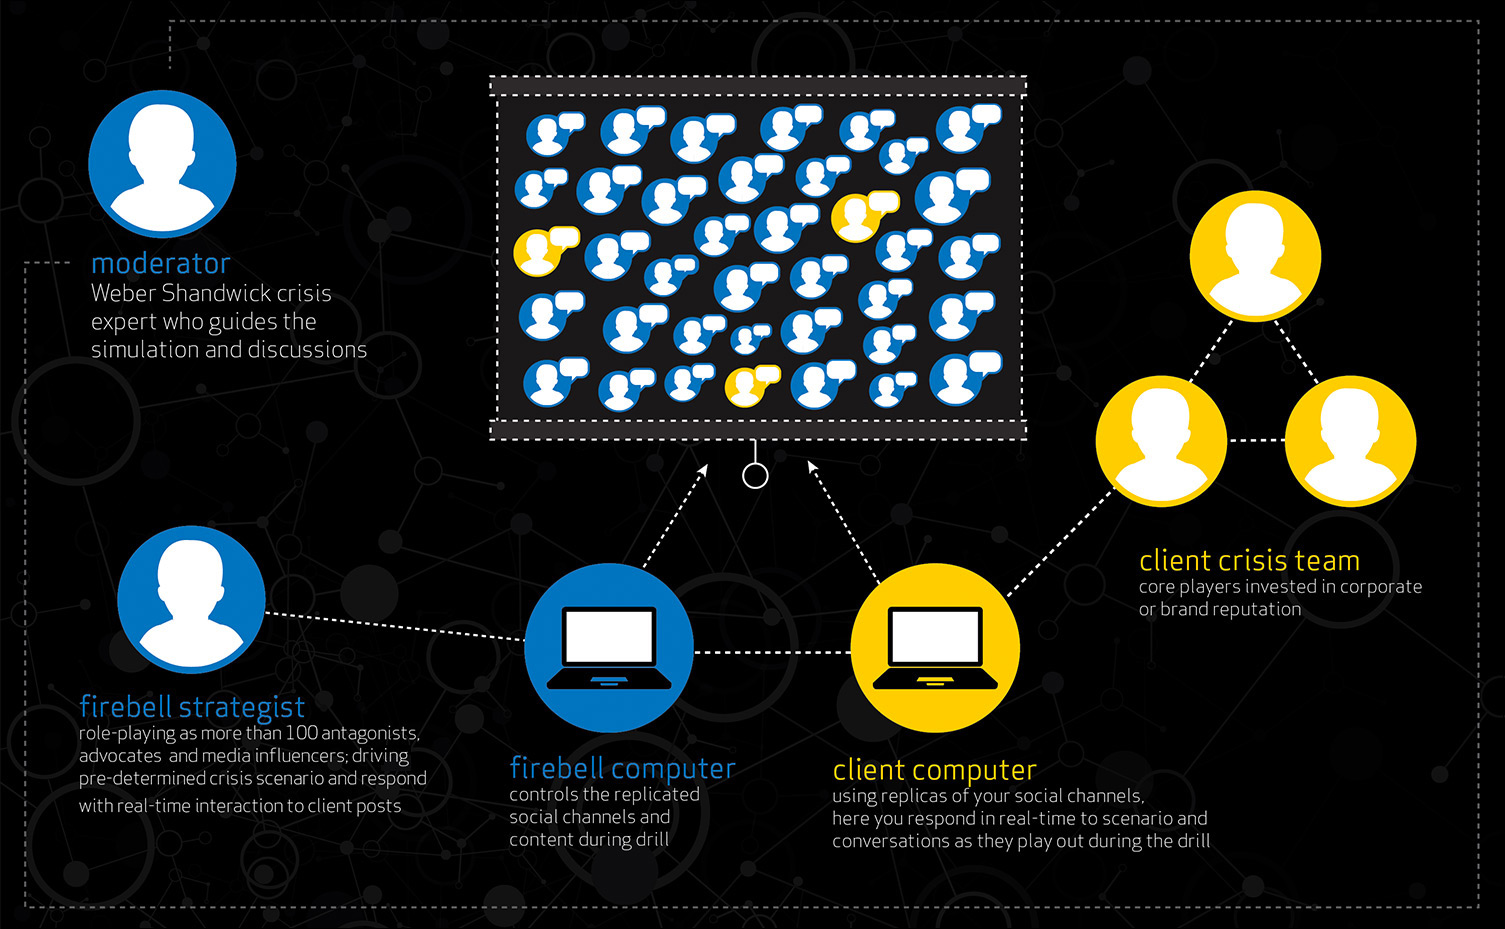 moderator
Weber Shandwick crisis
expert who guides the
simulation and discussions
client crisis team
core players invested in corporate
or brand reputation
firebell strategist
role-playing as more than 100 antagonists,
advocates and media influencers; driving
pre-determined crisis scenario and respond
with real-time interaction to client posts
firebell computer
controls the replicated
social channels and
content during drill
client computer
using replicas of your social channels,
here you respond in real-time to scenario and
conversations as they play out during the drill